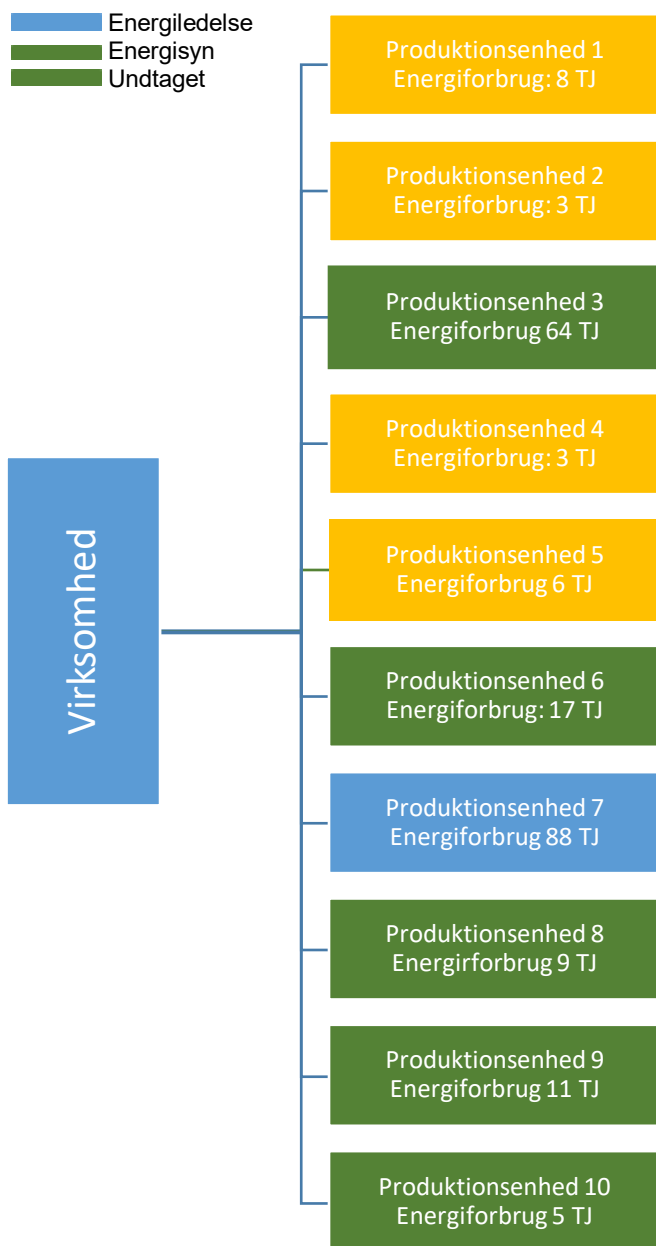 Energiledelse
Energisyn
Undtaget
Produktionsenhed 1
Energiforbrug: 8 TJ
Produktionsenhed 2
Energiforbrug: 3 TJ
Produktionsenhed 3
Energiforbrug 64 TJ
Produktionsenhed 4
Energiforbrug: 3 TJ
Produktionsenhed 5
Energiforbrug 6 TJ
Virksomhed
Produktionsenhed 6
Energiforbrug: 17 TJ
Produktionsenhed 7
Energiforbrug 88 TJ
Produktionsenhed 8
Energirforbrug 9 TJ
Produktionsenhed 9
Energiforbrug 11 TJ
Produktionsenhed 10
Energiforbrug 5 TJ